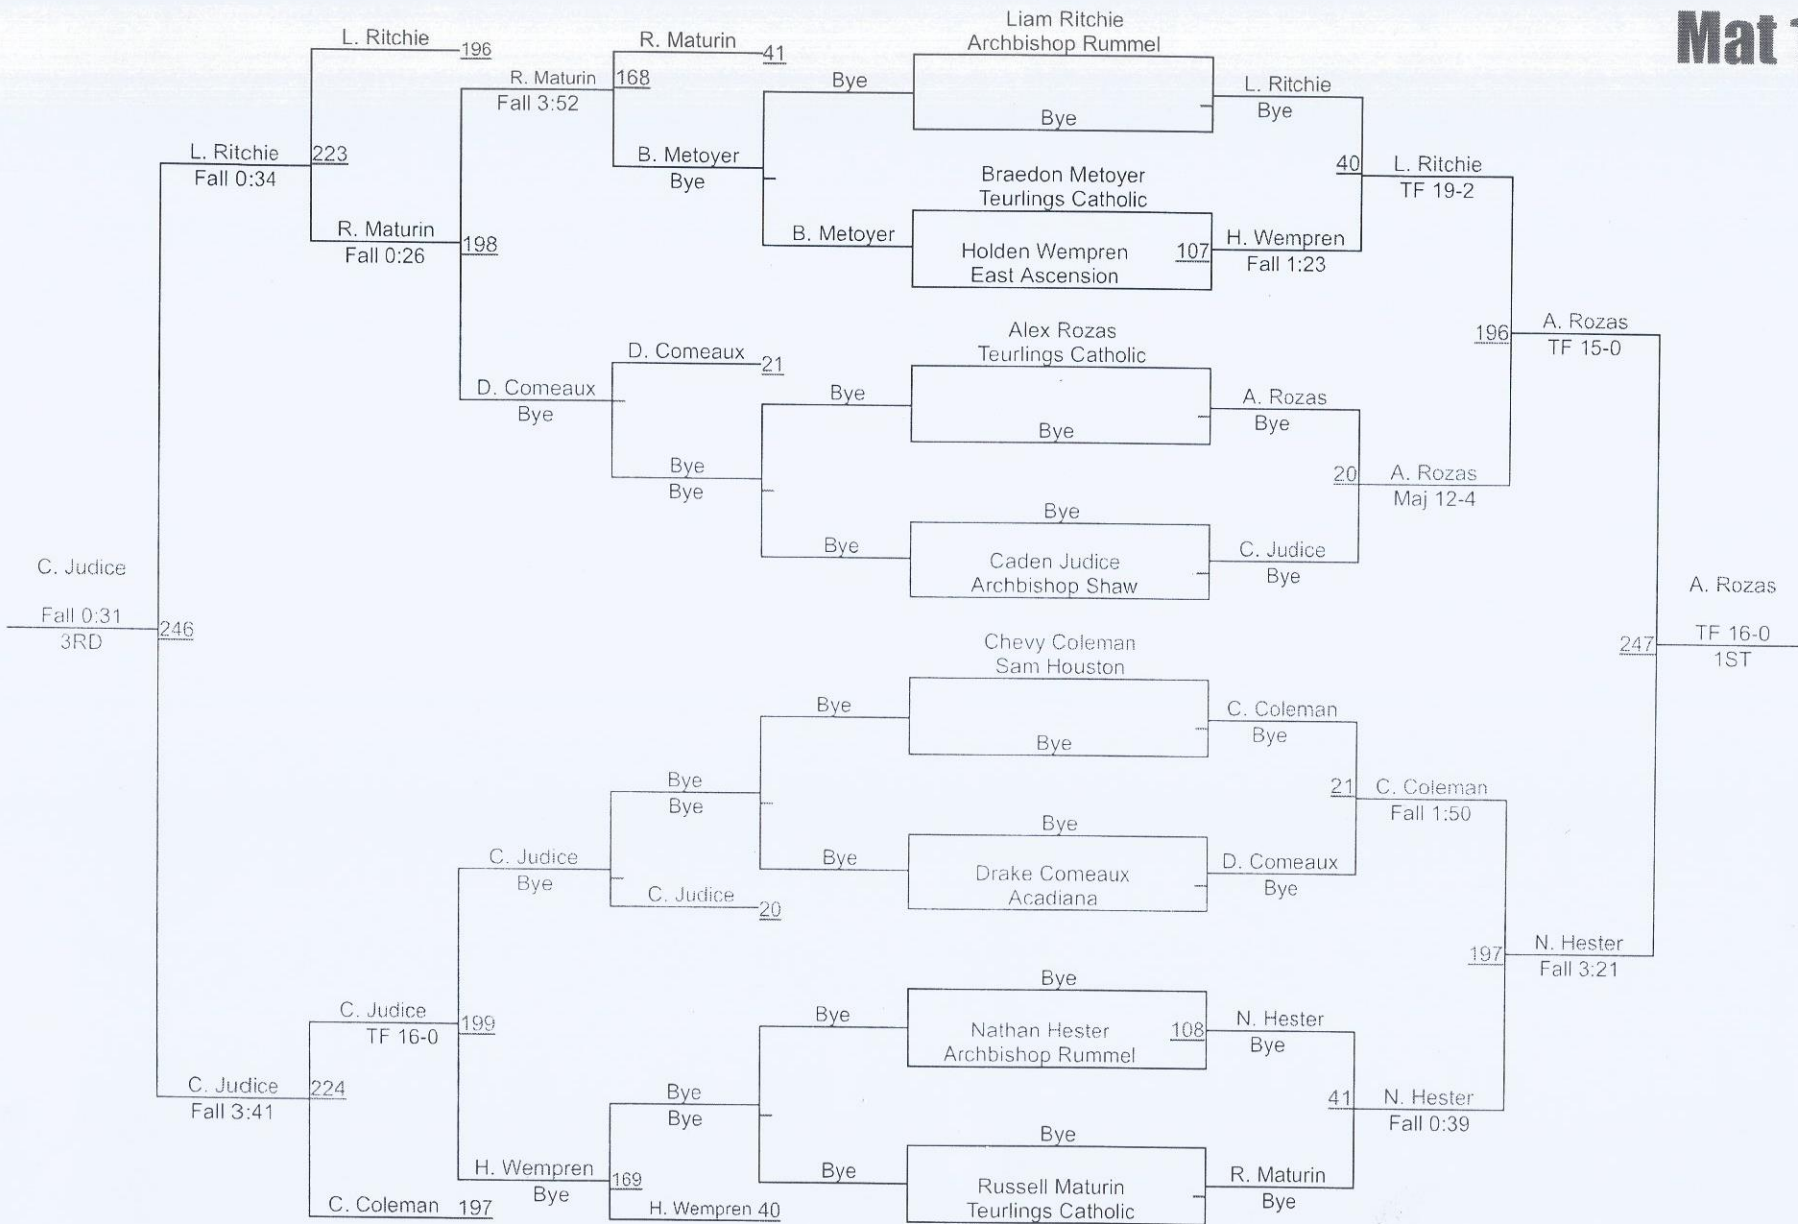 Mat 1
Liam Ritchie
Archbishop Rummel
L. Ritchie
196
R. Maturin
41
R. Maturin
168
Fall 3:52
Bye
Bye
L. Ritchie
Bye
L. Ritchie
223
Fall 0:34
B. Metoyer
Bye
Braedon Metoyer
Teurlings Catholic
40
L. Ritchie
TF 19-2
R. Maturin
198
Fall 0:26
B. Metoyer
Holden Wempren
107
East Ascension
H. Wempren
Fall 1:23
Alex Rozas
Teurlings Catholic
196
A. Rozas
TF 15-0
D. Comeaux
21
D. Comeaux
Bye
Bye
Bye
A. Rozas
Bye
Bye
Bye
20
A. Rozas
Maj 12-4
Bye
Bye
Caden Judice
Archbishop Shaw
C. Judice
Bye
C. Judice
Fall 0:31
246
3RD
A. Rozas
247
TF 16-0
1ST
Chevy Coleman
Sam Houston
Bye
Bye
C. Coleman
Bye
Bye
Bye
21
C. Coleman
Fall 1:50
Bye
C. Judice
Bye
Bye
Drake Comeaux
Acadiana
D. Comeaux
Bye
C. Judice
20
197
N. Hester
Fall 3:21
Bye
C. Judice
199
TF 16-0
Bye
Nathan Hester
108
Archbishop Rummel
N. Hester
Bye
C. Judice
224
Fall 3:41
Bye
Bye
41
N. Hester
Fall 0:39
Bye
H. Wempren
169
Bye
Bye
Russell Maturin
Teurlings Catholic
R. Maturin
Bye
C. Coleman
197
H. Wempren
40